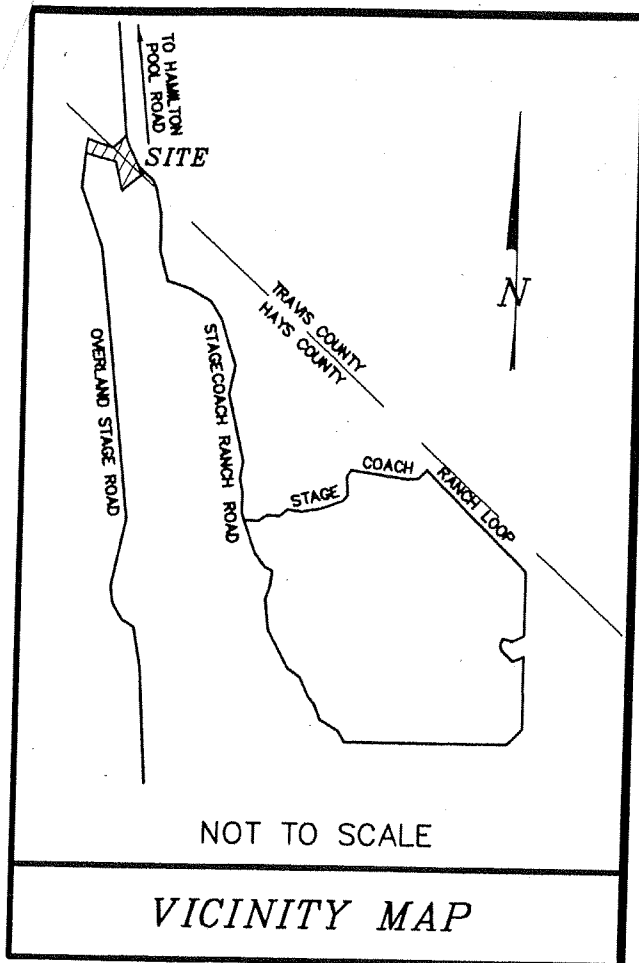 TO HAMILTON
POOL ROAD
SITE
N
TRAVIS COUNTY
HAYS COUNTY
OVERLAND STAGE ROAD
STAGECOACH RANCH ROAD
STAGE COACH RANCH LOOP
NOT TO SCALE
VICINITY MAP